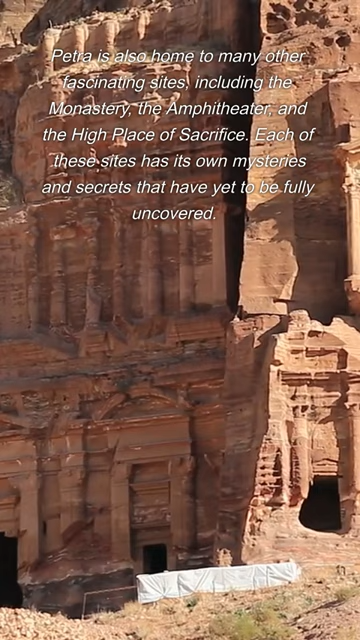 Petra is also home to many other
fascinating sites, including the
Monastery, the Amphitheater, and
the High Place of Sacrifice. Each of
these sites has its own mysteries
and secrets that have yet to be fully
uncovered.